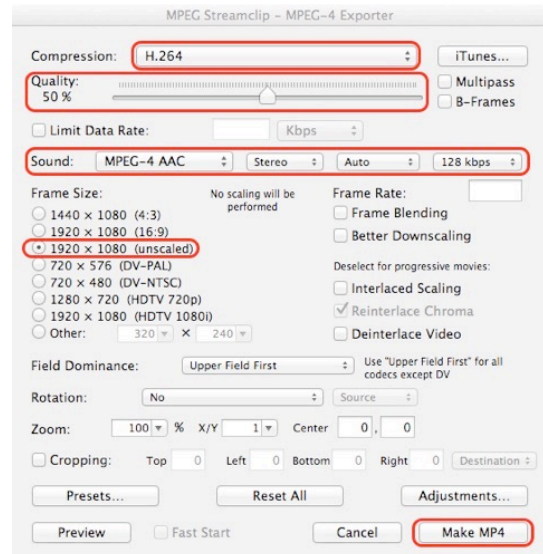 MPEG Streamclip – MPEG-4 Exporter
Compression: H.264 iTunes...
Quality: Multipass
50 % B-Frames
Limit Data Rate: Kbps
Sound: MPEG-4 AAC Stereo Auto 128 kbps
Frame Size: No scaling will be performed Frame Rate:
1440 × 1080 (4:3) Frame Blending
1920 × 1080 (16:9) Better Downscaling
1920 × 1080 (unscaled)
720 × 576 (DV-PAL) Deselect for progressive movies:
720 × 480 (DV-NTSC) Interlaced Scaling
1280 × 720 (HDTV 720p) Reinterlace Chroma
1920 × 1080 (HDTV 1080i)
Other: 320 × 240 Deinterlace Video
Field Dominance: Upper Field First Use "Upper Field First" for all codecs except DV
Rotation: No Source
Zoom: 100 % X/Y 1 Center 0 , 0
Cropping: Top 0 Left 0 Bottom 0 Right 0 Destination
Presets... Reset All Adjustments...
Preview Fast Start Cancel Make MP4